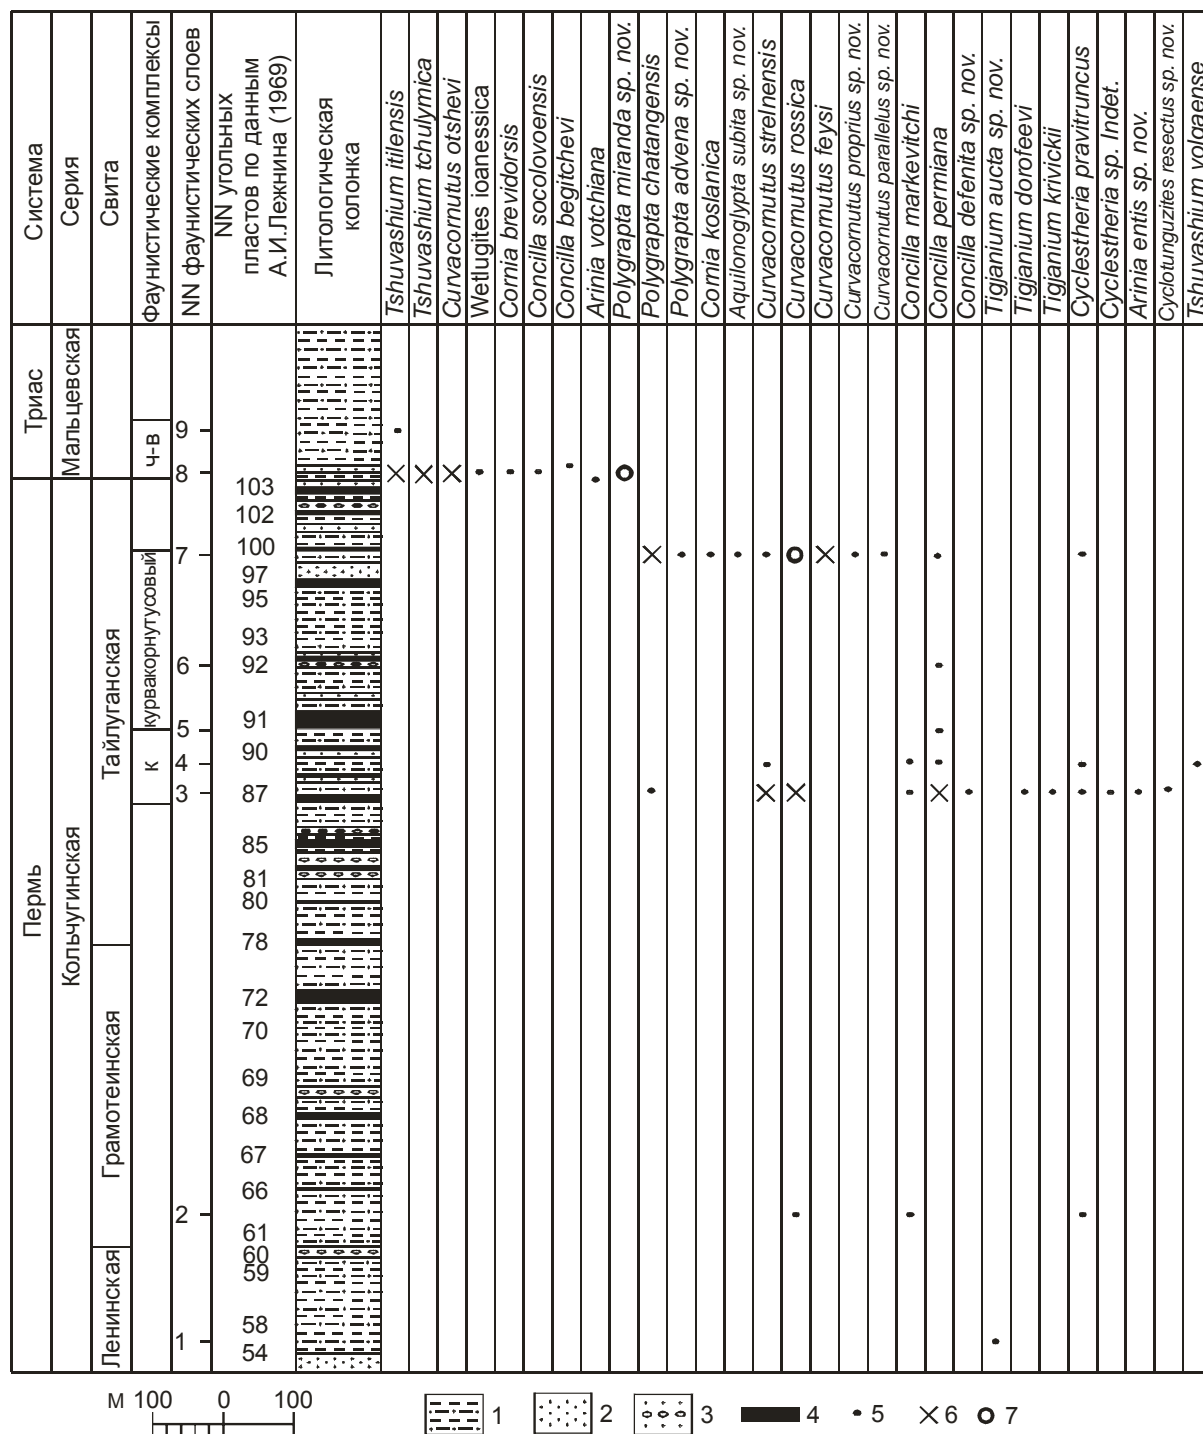 Система
Серия
Свита
Фаунистические комплексы
NN фаунистических слоев
NN угольных
пластов по данным
А.И.Лежнина (1969)
Литологическая
колонка
Tshuvashium itilensis
Tshuvashium tchulymica
Curvacornutus otshevi
Wetlugites ioanessica
Cornia brevidorsis
Concilla socolovoensis
Concilla begitchevi
Arinia votchiana
Polygrapta miranda sp. nov.
Polygrapta chatangensis
Polygrapta advena sp. nov.
Cornia koslanica
Aquilonoglypta subita sp. nov.
Curvacornutus strelnensis
Curvacornutus rossica
Curvacornutus feysi
Curvacornutus proprius sp. nov.
Curvacornutus parallelus sp. nov.
Concilla markevitchi
Concilla permiana
Concilla defenita sp. nov.
Tigjanium aucta sp. nov.
Tigjanium dorofeevi
Tigjanium krivickii
Cyclestheria pravitruncus
Cyclestheria sp. Indet.
Arinia entis sp. nov.
Cyclotunguzites resectus sp. nov.
Tshuvashium volgaense
Триас
Пермь
Мальцевская
Кольчугинская
Тайлуганская
Грамотеинская
Ленинская
ч-в
курвакорнутусовый
к
9
8
7
6
5
4
3
2
1
103
102
100
97
95
93
92
91
90
87
85
81
80
78
72
70
69
68
67
66
61
60
59
58
54
м 100 0 100
1 2 3 4 5 6 7